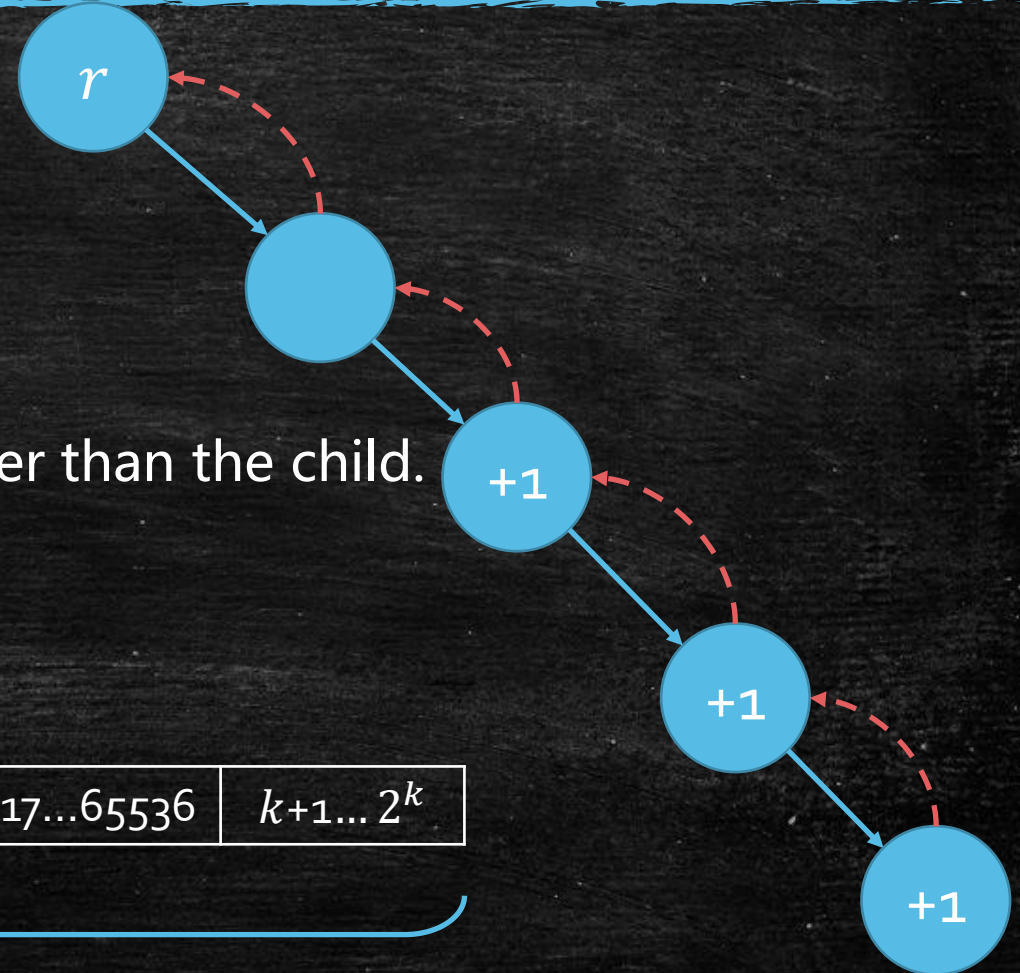 r
er than the child.
+1
+1
17...65536 k+1... 2^k
+1